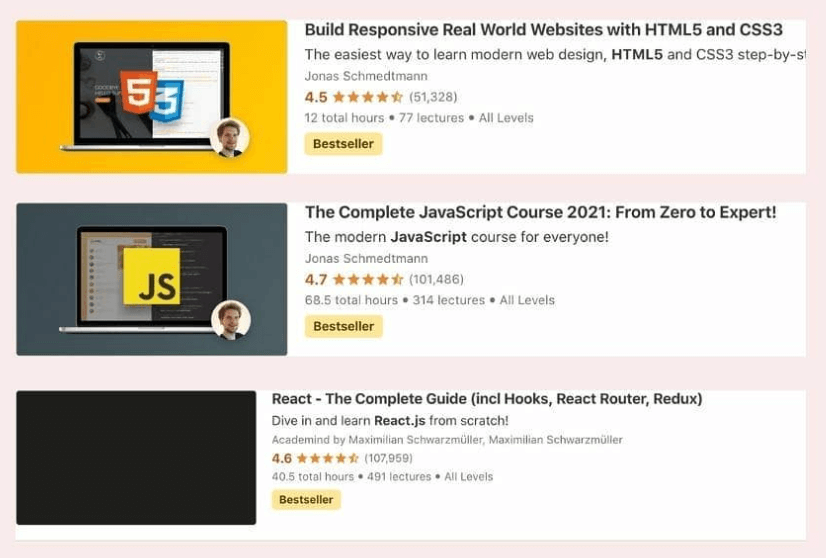 Build Responsive Real World Websites with HTML5 and CSS3
The easiest way to learn modern web design, HTML5 and CSS3 step-by-st
Jonas Schmedtmann
4.5 (51,328)
12 total hours • 77 lectures • All Levels
Bestseller
5 3
The Complete JavaScript Course 2021: From Zero to Expert!
The modern JavaScript course for everyone!
Jonas Schmedtmann
4.7 (101,486)
68.5 total hours • 314 lectures • All Levels
Bestseller
JS
React - The Complete Guide (incl Hooks, React Router, Redux)
Dive in and learn React.js from scratch!
Academind by Maximilian Schwarzmüller, Maximilian Schwarzmüller
4.6 (107,959)
40.5 total hours • 491 lectures • All Levels
Bestseller